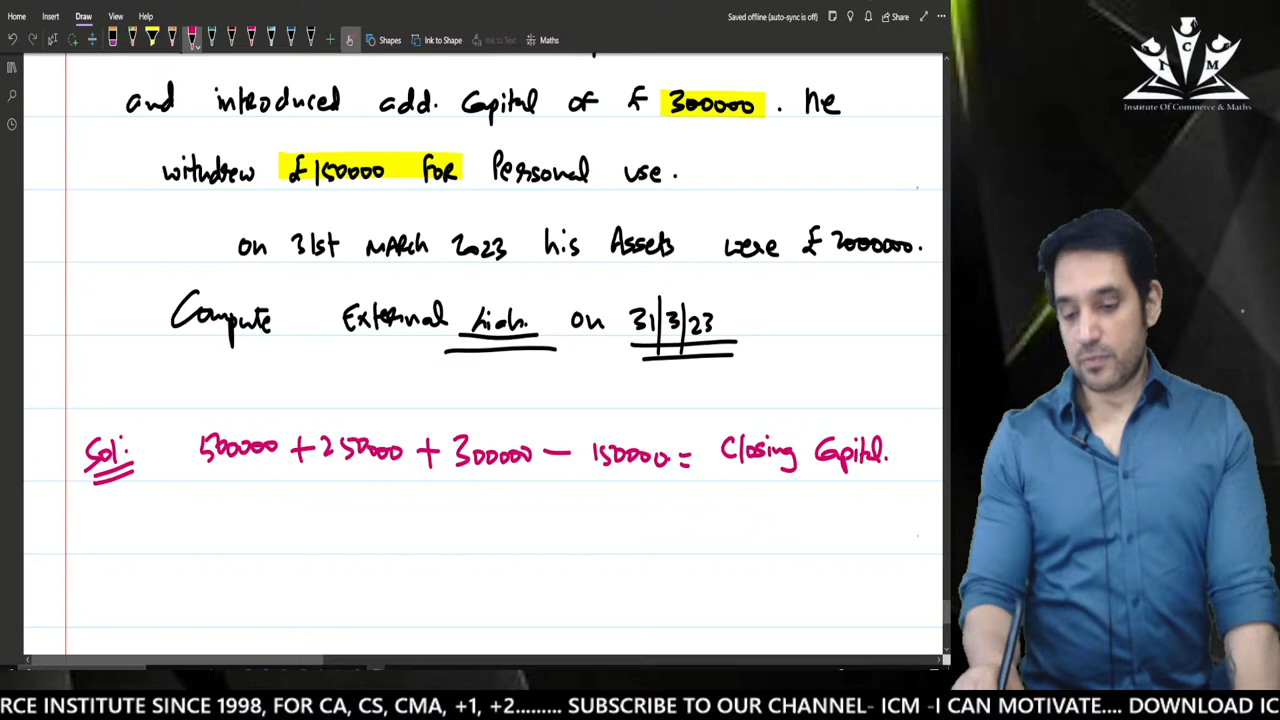 Home Insert Draw View Saved offline (auto-sync is off) Share
Shapes Ink to Shape Ink to Text Maths
and introduced add. Capital of ₹ 300000. he
withdrew ₹150000 For Personal use.
on 31st MARCH 2023 his Assets were ₹ 2000000.
Compute External Liab. on 31|3|23
Sol: 500000 + 250000 + 300000 - 150000 = Closing Capital.
I C M
Institute Of Commerce & Maths
RCE INSTITUTE SINCE 1998, FOR CA, CS, CMA, +1, +2......... SUBSCRIBE TO OUR CHANNEL- ICM -I CAN MOTIVATE.... DOWNLOAD IC